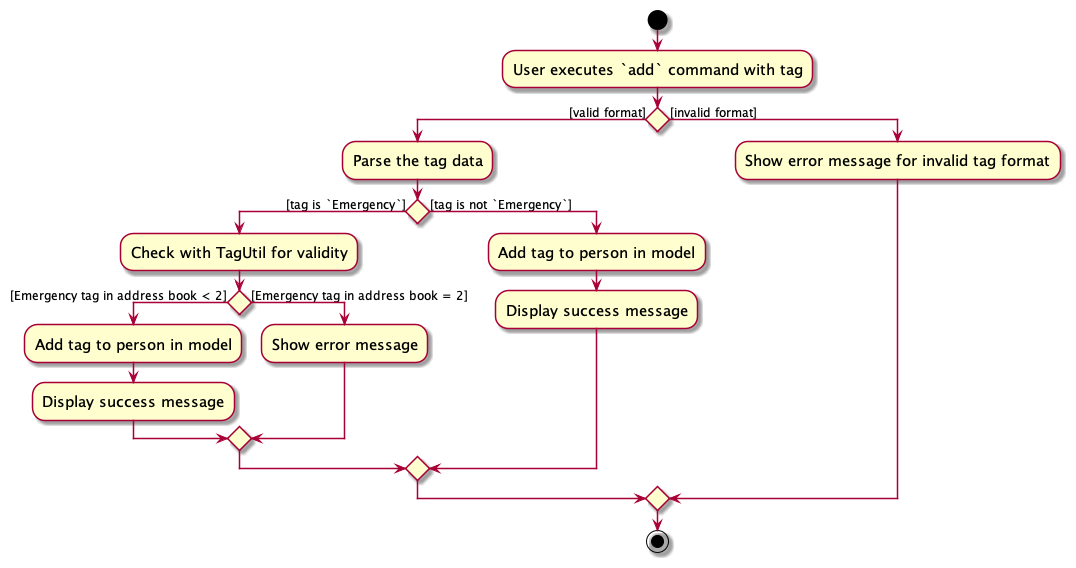 User executes `add` command with tag
[valid format]
[invalid format]
Parse the tag data
Show error message for invalid tag format
[tag is `Emergency`]
[tag is not `Emergency`]
Check with TagUtil for validity
Add tag to person in model
[Emergency tag in address book < 2]
[Emergency tag in address book = 2]
Display success message
Add tag to person in model
Show error message
Display success message